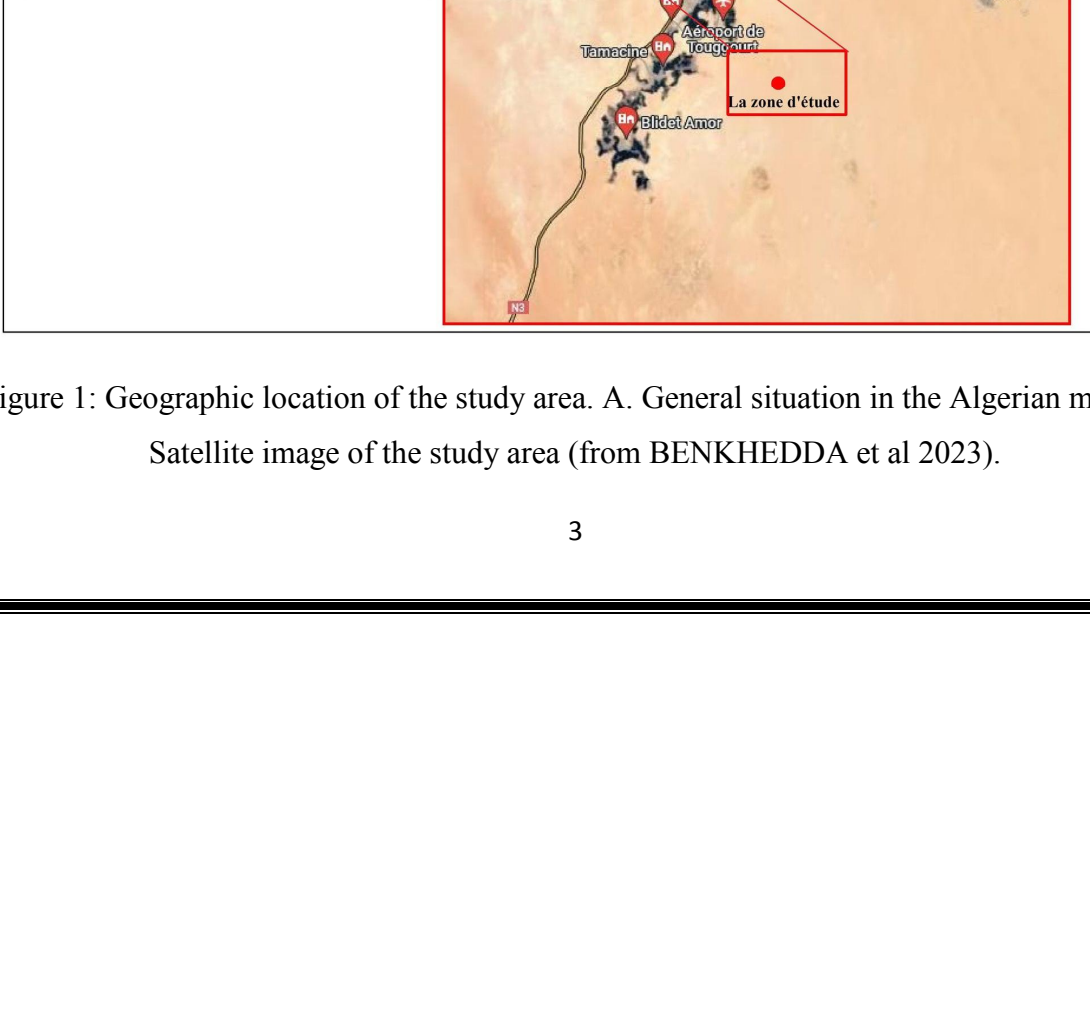 Aéroport de
Touggourt
Tamacine
La zone d'étude
Blidet Amor
N3
igure 1: Geographic location of the study area. A. General situation in the Algerian m
Satellite image of the study area (from BENKHEDDA et al 2023).
3